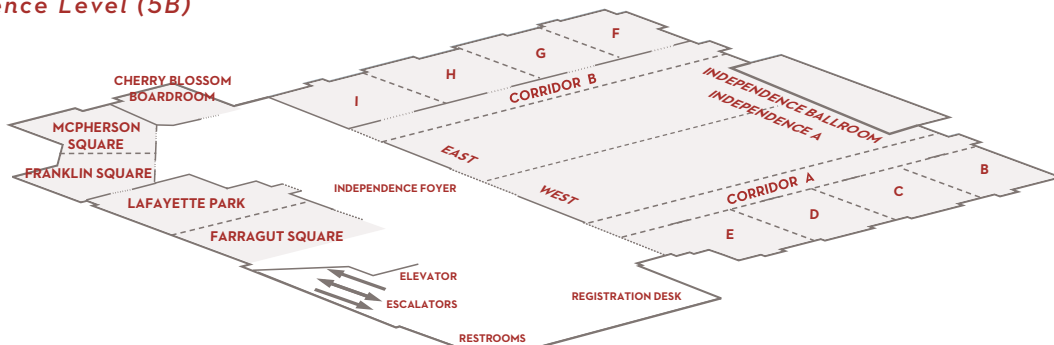 ence Level (5B)
F
G
H
I
CORRIDOR B
CHERRY BLOSSOM
BOARDROOM
INDEPENDENCE BALLROOM
INDEPENDENCE A
MCPHERSON
SQUARE
EAST
FRANKLIN SQUARE
INDEPENDENCE FOYER
WEST
CORRIDOR A
B
C
D
E
LAFAYETTE PARK
FARRAGUT SQUARE
ELEVATOR
ESCALATORS
REGISTRATION DESK
RESTROOMS